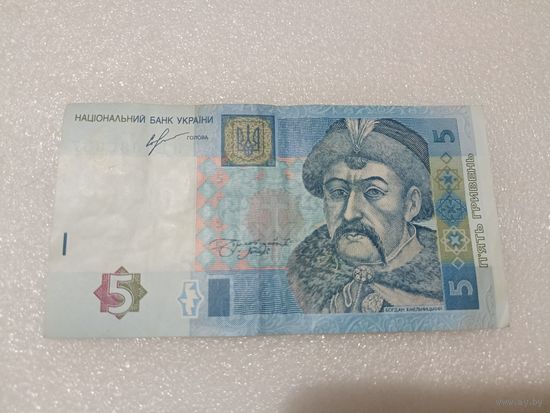 НАЦІОНАЛЬНИЙ БАНК УКРАЇНИ
ГОЛОВА
5
5
П'ЯТЬ ГРИВЕНЬ
5
БОГДАН ХМЕЛЬНИЦЬКИЙ